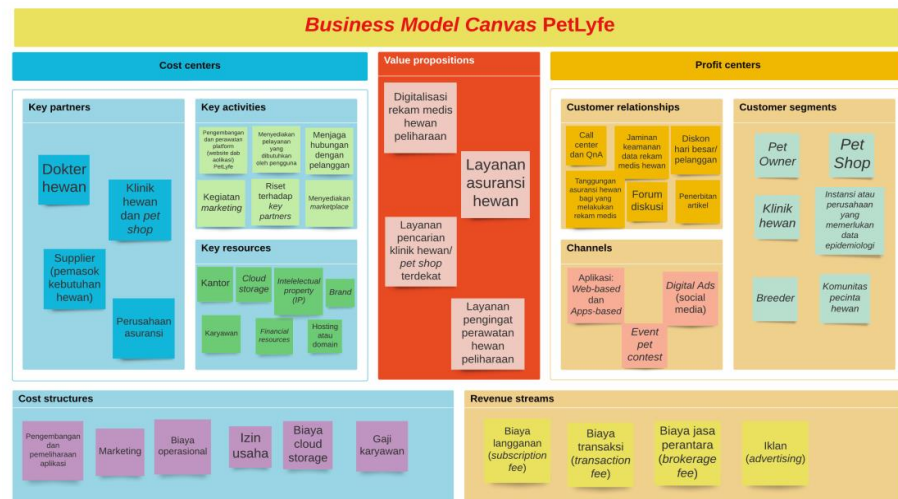 Business Model Canvas PetLyfe
Cost centers
Key partners
Dokter
hewan
Klinik
hewan
dan pet
shop
Supplier
(pemasok
kebutuhan
hewan)
Perusahaan
asuransi
Key activities
Pengembangan
dan perawatan
platform
(website dab
aplikasi)
PetLyfe
Menyediakan
pelayanan
yang
dibutuhkan
oleh pengguna
Menjaga
hubungan
dengan
pelanggan
Kegiatan
marketing
Riset
terhadap
key
partners
Menyediakan
marketplace
Key resources
Kantor
Cloud
storage
Intelelectual
property
(IP)
Brand
Karyawan
Financial
resources
Hosting
atau
domain
Value propositions
Digitalisasi
rekam medis
hewan
peliharaan
Layanan
asuransi
hewan
Layanan
pencarian
klinik hewan/
pet shop
terdekat
Layanan
pengingat
perawatan
hewan
peliharaan
Profit centers
Customer relationships
Call
center
dan QnA
Jaminan
keamanan
data rekam
medis hewan
Diskon
hari besar/
pelanggan
Tanggungan
asuransi hewan
bagi yang
melakukan
rekam medis
Forum
diskusi
Penerbitan
artikel
Channels
Aplikasi:
Web-based
dan
Apps-based
Digital Ads
(social
media)
Event
pet
contest
Customer segments
Pet
Owner
Pet
Shop
Klinik
hewan
Instansi atau
perusahaan
yang
memerlukan
data
epidemiologi
Breeder
Komunitas
pecinta
hewan
Cost structures
Pengembangan
dan
pemeliharaan
aplikasi
Marketing
Biaya
operasional
Izin
usaha
Biaya
cloud
storage
Gaji
karyawan
Revenue streams
Biaya
langganan
(subscription
fee)
Biaya
transaksi
(transaction
fee)
Biaya jasa
perantara
(brokerage
fee)
Iklan
(advertising)